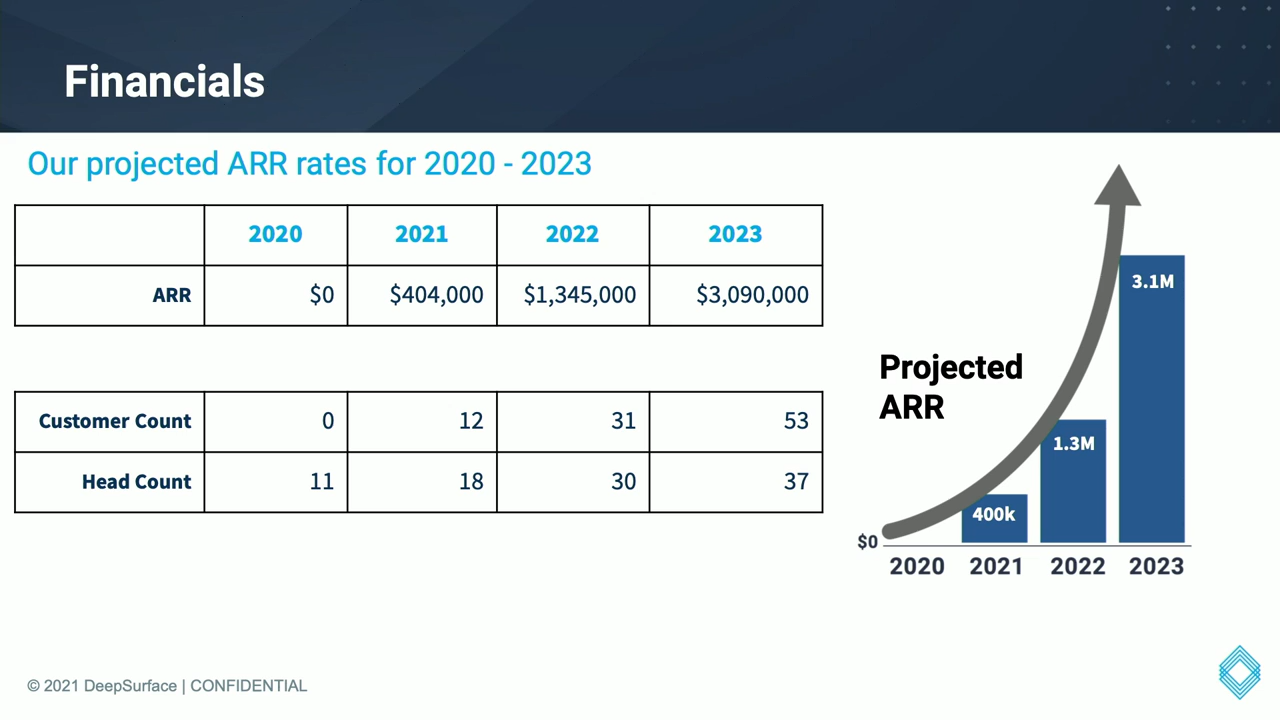 Financials
Our projected ARR rates for 2020 - 2023
2020 2021 2022 2023
ARR $0 $404,000 $1,345,000 $3,090,000
Customer Count 0 12 31 53
Head Count 11 18 30 37
Projected
ARR
3.1M
1.3M
400k
$0
2020 2021 2022 2023
© 2021 DeepSurface | CONFIDENTIAL